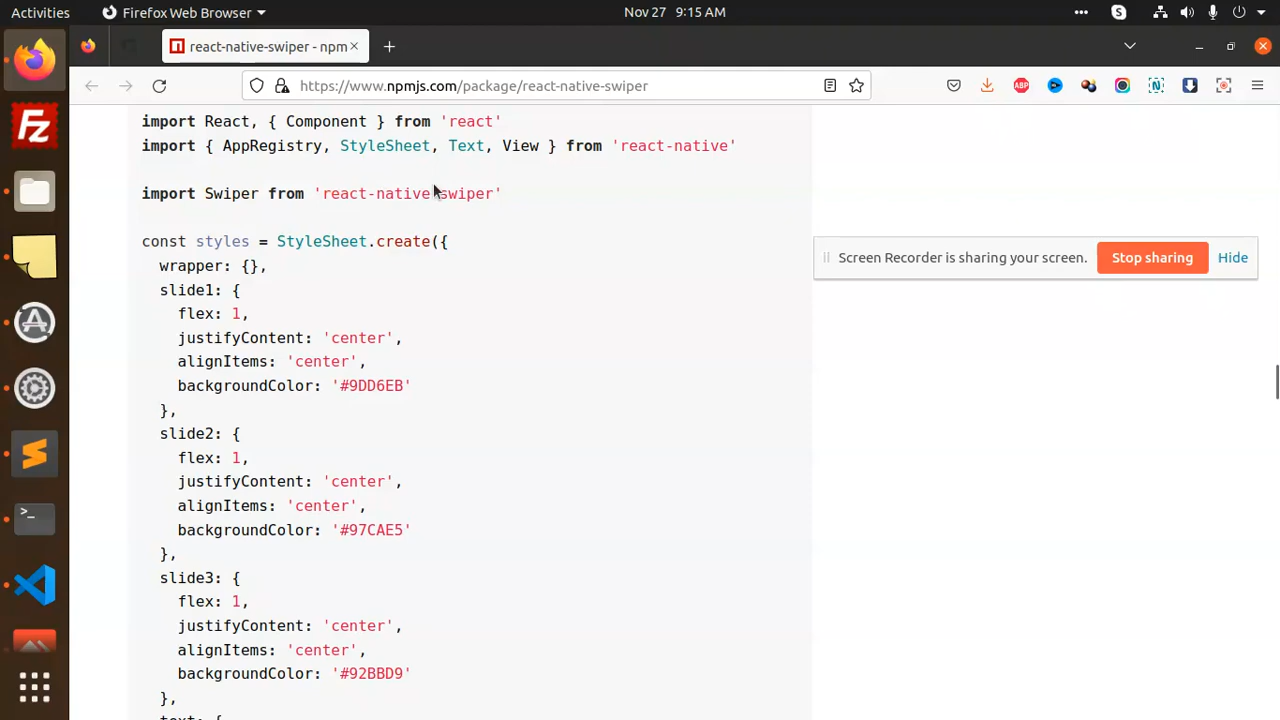 Activities
Firefox Web Browser
Nov 27 9:15 AM
react-native-swiper - npm
https://www.npmjs.com/package/react-native-swiper
ABP
N
import React, { Component } from 'react'
import { AppRegistry, StyleSheet, Text, View } from 'react-native'
import Swiper from 'react-native-swiper'
const styles = StyleSheet.create({
wrapper: {},
slide1: {
flex: 1,
justifyContent: 'center',
alignItems: 'center',
backgroundColor: '#9DD6EB'
},
slide2: {
flex: 1,
justifyContent: 'center',
alignItems: 'center',
backgroundColor: '#97CAE5'
},
slide3: {
flex: 1,
justifyContent: 'center',
alignItems: 'center',
backgroundColor: '#92BBD9'
},
text: {
Screen Recorder is sharing your screen.
Stop sharing
Hide